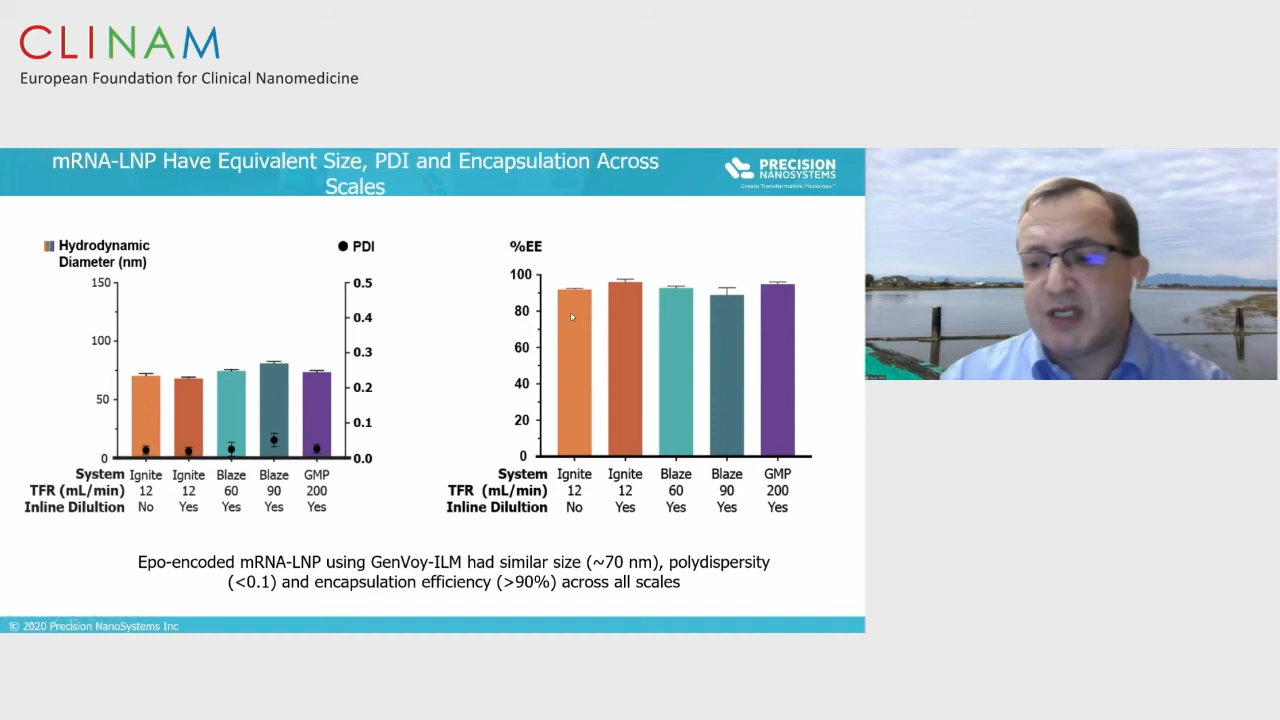 CLINAM
European Foundation for Clinical Nanomedicine
mRNA-LNP Have Equivalent Size, PDI and Encapsulation Across
Scales
PRECISION
NANOSYSTEMS
Create Transformative Medicines™
Hydrodynamic
Diameter (nm)
PDI
150
100
50
0
0.5
0.4
0.3
0.2
0.1
0.0
System Ignite Ignite Blaze Blaze GMP
TFR (mL/min) 12 12 60 90 200
Inline Dilution No Yes Yes Yes Yes
%EE
100
80
60
40
20
0
System Ignite Ignite Blaze Blaze GMP
TFR (mL/min) 12 12 60 90 200
Inline Dilution No Yes Yes Yes Yes
Epo-encoded mRNA-LNP using GenVoy-ILM had similar size (~70 nm), polydispersity
(<0.1) and encapsulation efficiency (>90%) across all scales
© 2020 Precision NanoSystems Inc